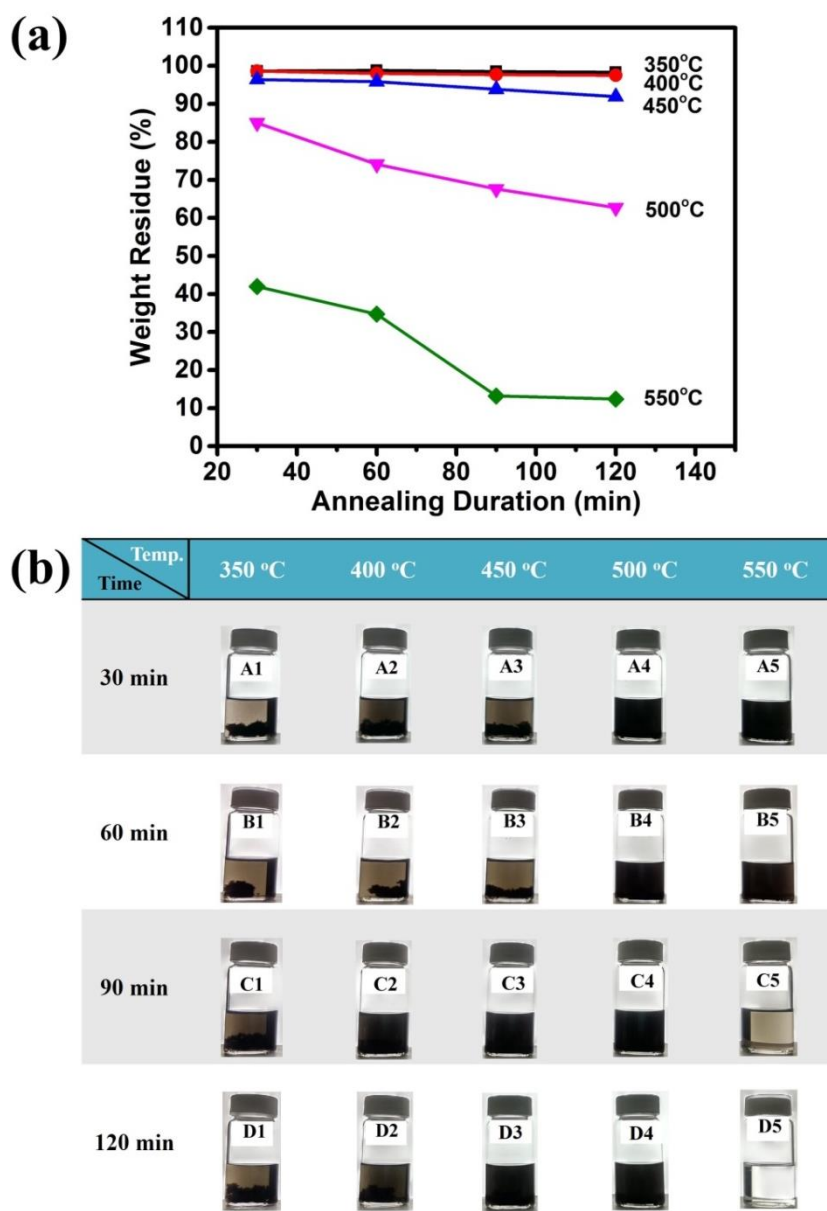 (a)
110
100
90
80
70
60
50
40
30
20
10
0
Weight Residue (%)
350°C
400°C
450°C
500°C
550°C
20 40 60 80 100 120 140
Annealing Duration (min)
(b)
Temp.
Time
350 °C 400 °C 450 °C 500 °C 550 °C
30 min
A1 A2 A3 A4 A5
60 min
B1 B2 B3 B4 B5
90 min
C1 C2 C3 C4 C5
120 min
D1 D2 D3 D4 D5